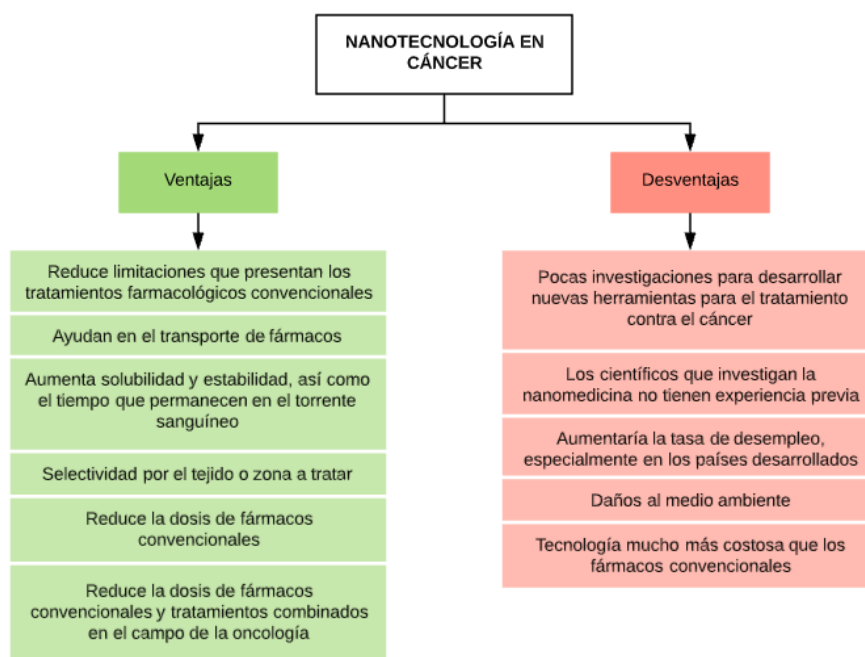 NANOTECNOLOGÍA EN
CÁNCER
Ventajas
Desventajas
Reduce limitaciones que presentan los
tratamientos farmacológicos convencionales
Ayudan en el transporte de fármacos
Aumenta solubilidad y estabilidad, así como
el tiempo que permanecen en el torrente
sanguíneo
Selectividad por el tejido o zona a tratar
Reduce la dosis de fármacos
convencionales
Reduce la dosis de fármacos
convencionales y tratamientos combinados
en el campo de la oncología
Pocas investigaciones para desarrollar
nuevas herramientas para el tratamiento
contra el cáncer
Los científicos que investigan la
nanomedicina no tienen experiencia previa
Aumentaría la tasa de desempleo,
especialmente en los países desarrollados
Daños al medio ambiente
Tecnología mucho más costosa que los
fármacos convencionales